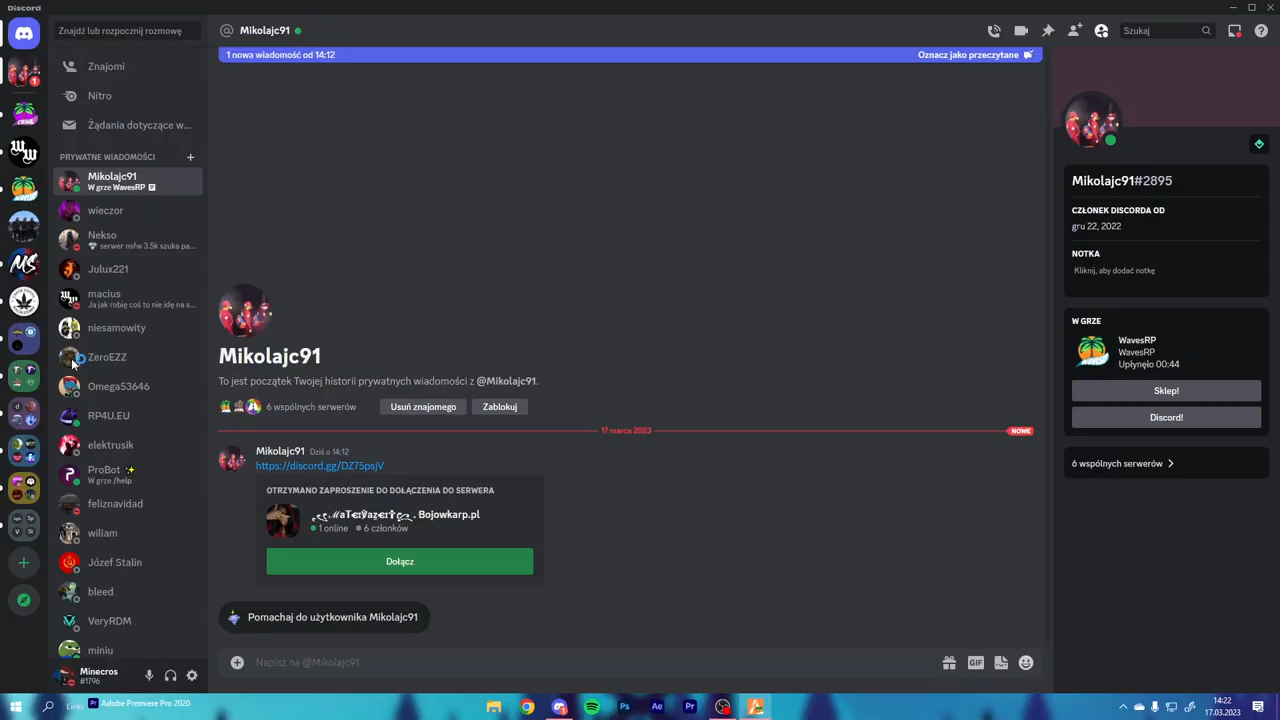 Discord
Znajdź lub rozpocznij rozmowę
Mikolajc91
Szukaj
1 nowa wiadomość od 14:12
Oznacz jako przeczytane
1
Znajomi
Nitro
Żądania dotyczące w...
PRYWATNE WIADOMOŚCI
Mikolajc91
W grze WavesRP
wieczor
Nekso
serwer nsfw 3.5k szuka pa...
Julux221
macius
Ja jak robię coś to nie idę na s...
niesamowity
ZeroEZZ
Omega53646
RP4U.EU
elektrusik
ProBot
W grze /help
feliznavidad
wiliam
Józef Stalin
bleed
VeryRDM
miniu
Minecros
#1796
Mikolajc91
To jest początek Twojej historii prywatnych wiadomości z @Mikolajc91.
6 wspólnych serwerów
Usuń znajomego
Zablokuj
17 marca 2023
NOWE
Mikolajc91 Dziś o 14:12
https://discord.gg/DZ75psjV
OTRZYMANO ZAPROSZENIE DO DOŁĄCZENIA DO SERWERA
. Bojowkarp.pl
1 online 6 członków
Dołącz
Pomachaj do użytkownika Mikolajc91
Napisz na @Mikolajc91
GIF
Mikolajc91#2895
CZŁONEK DISCORDA OD
gru 22, 2022
NOTKA
Kliknij, aby dodać notkę
W GRZE
WavesRP
WavesRP
Upłynęło 00:44
Sklep!
Discord!
6 wspólnych serwerów
Linki
Pr Adobe Premiere Pro 2020
Ps
Ae
Pr
14:22
17.03.2023